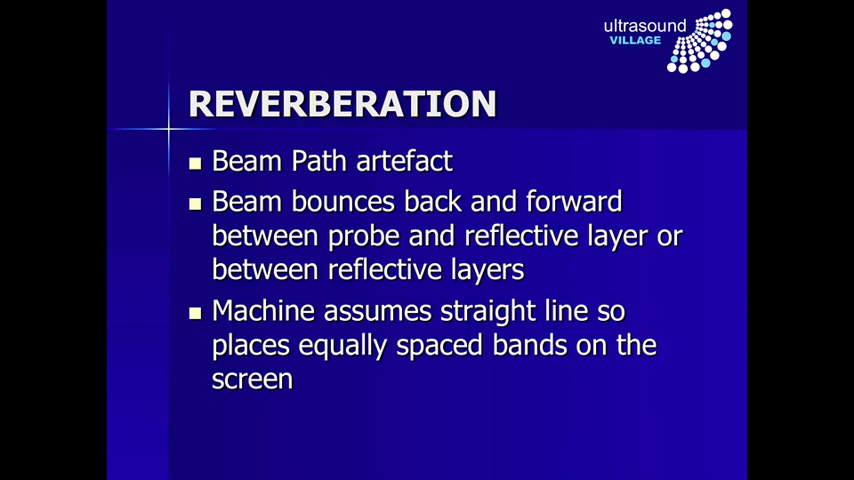 ultrasound
VILLAGE
REVERBERATION
Beam Path artefact
Beam bounces back and forward
between probe and reflective layer or
between reflective layers
Machine assumes straight line so
places equally spaced bands on the
screen